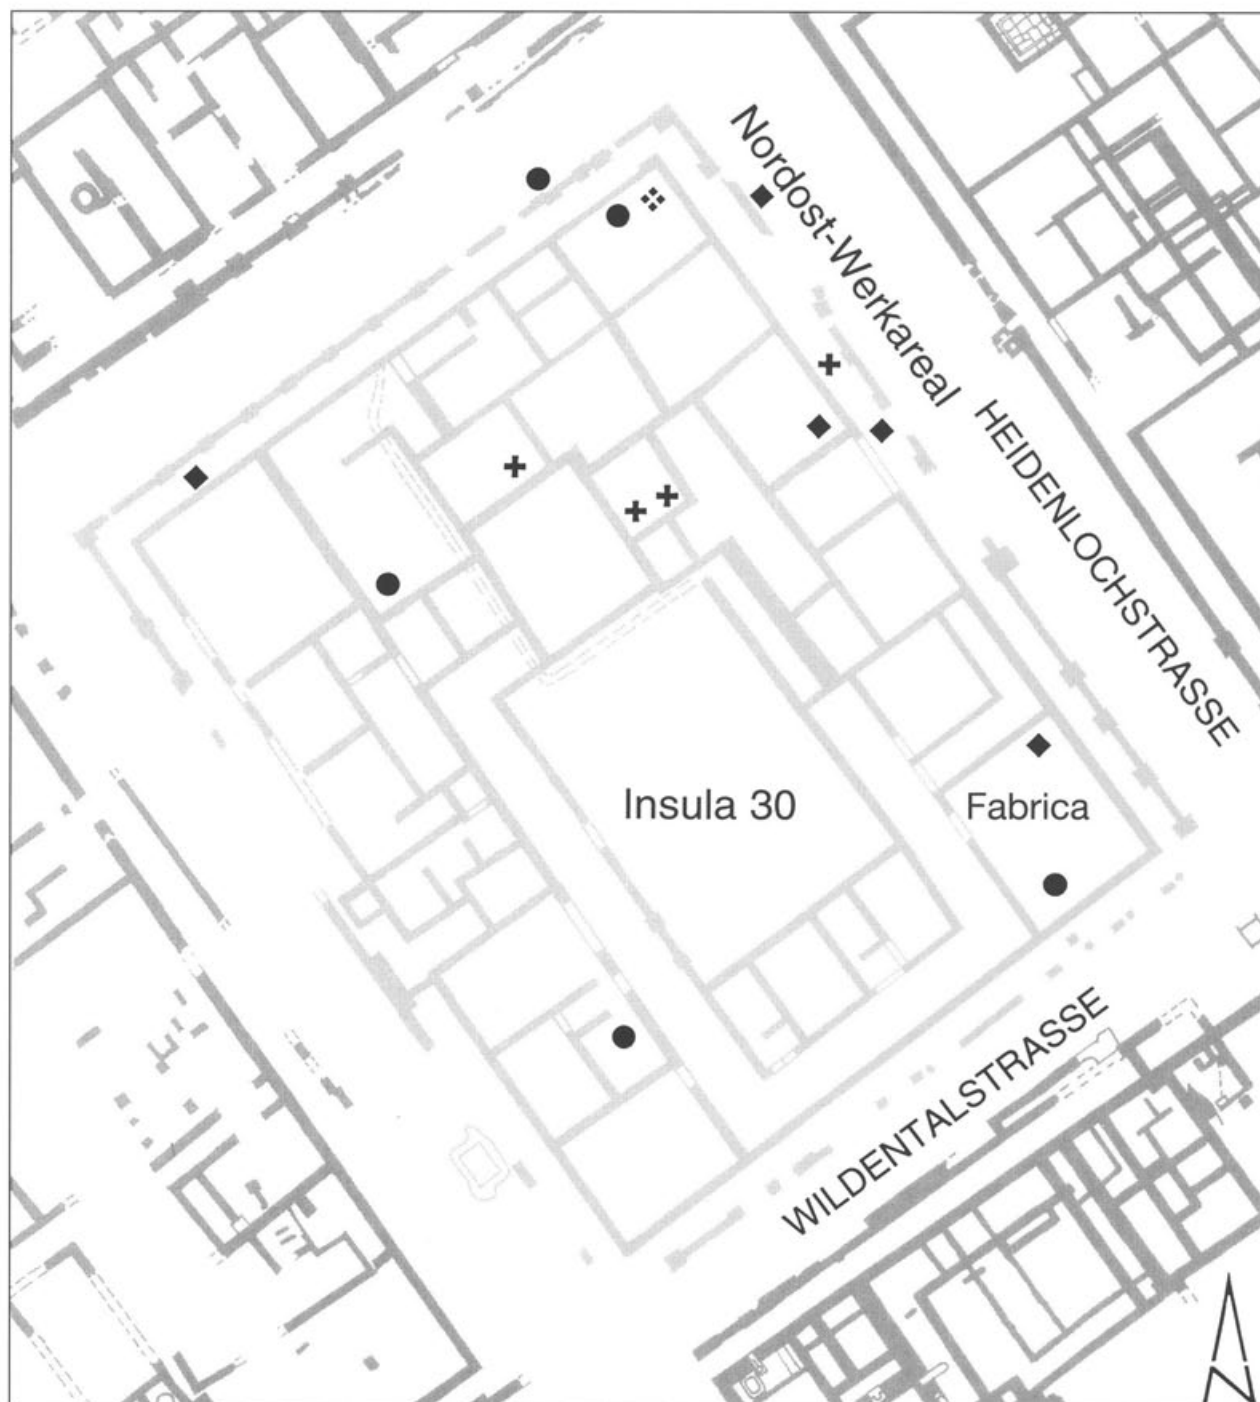 Nordost-Werkareal
HEIDENLOCHSTRASSE
Insula 30
Fabrica
WILDENTALSTRASSE
N